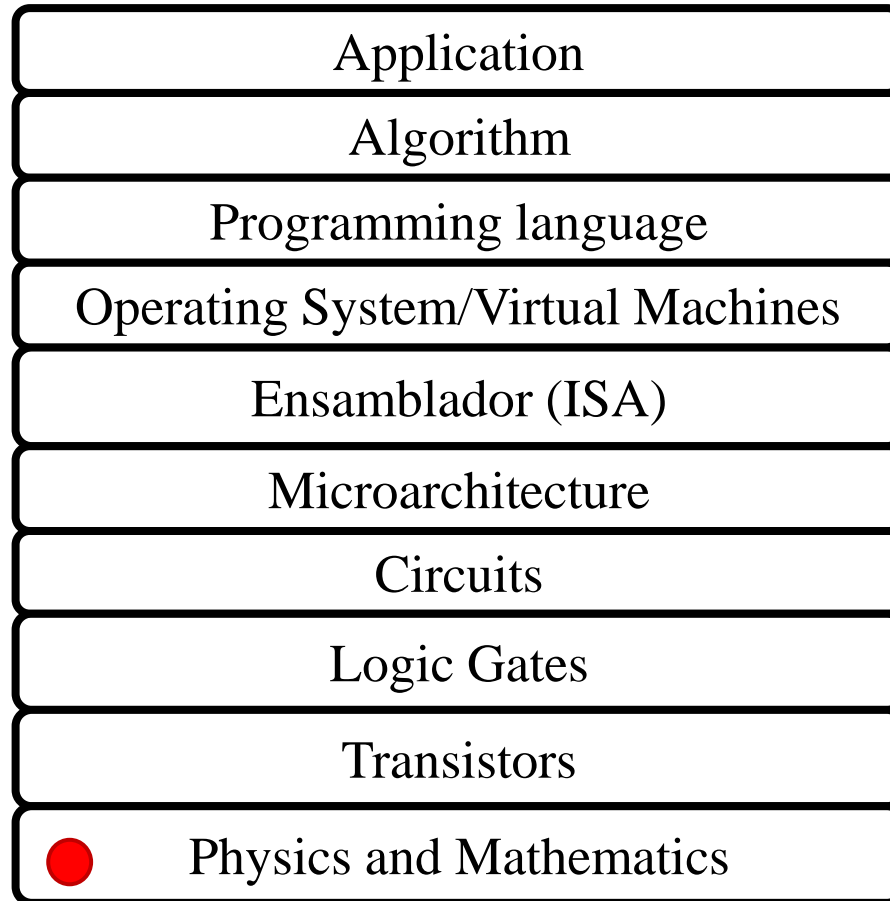 Application
Algorithm
Programming language
Operating System/Virtual Machines
Ensamblador (ISA)
Microarchitecture
Circuits
Logic Gates
Transistors
Physics and Mathematics